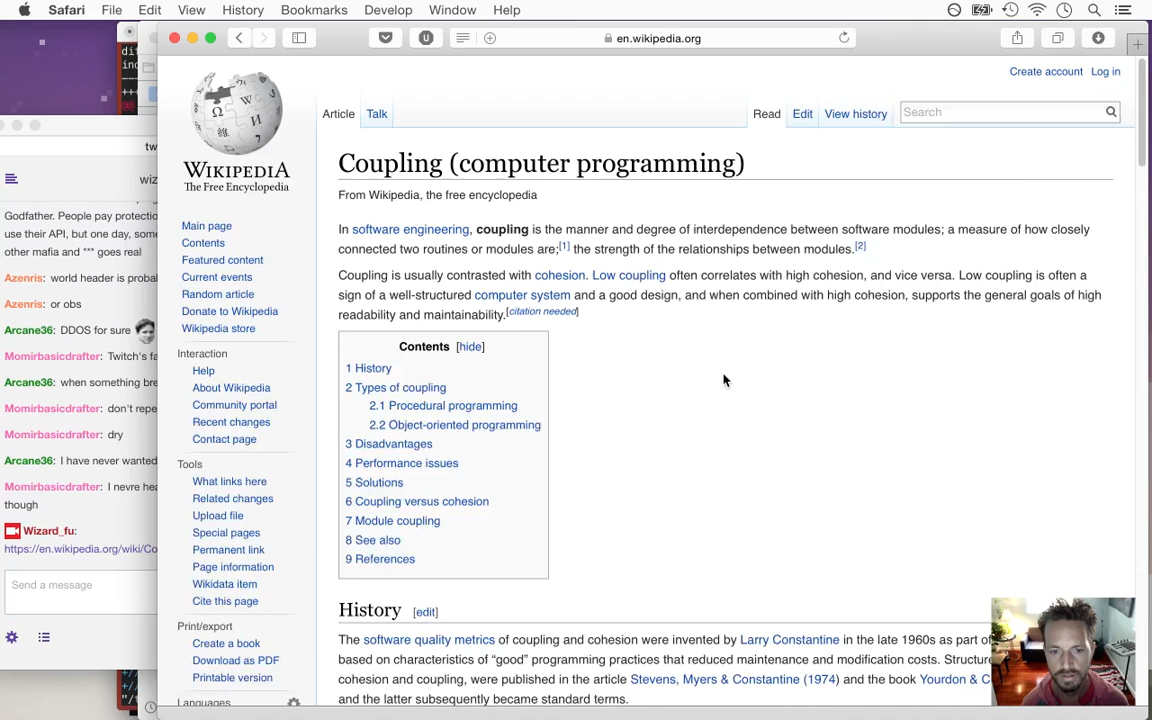 Safari File Edit View History Bookmarks Develop Window Help
en.wikipedia.org
Create account Log in
Article Talk Read Edit View history Search
WIKIPEDIA
The Free Encyclopedia
Main page
Contents
Featured content
Current events
Random article
Donate to Wikipedia
Wikipedia store
Interaction
Help
About Wikipedia
Community portal
Recent changes
Contact page
Tools
What links here
Related changes
Upload file
Special pages
Permanent link
Page information
Wikidata item
Cite this page
Print/export
Create a book
Download as PDF
Printable version
Languages
Coupling (computer programming)
From Wikipedia, the free encyclopedia
In software engineering, coupling is the manner and degree of interdependence between software modules; a measure of how closely
connected two routines or modules are;[1] the strength of the relationships between modules.[2]
Coupling is usually contrasted with cohesion. Low coupling often correlates with high cohesion, and vice versa. Low coupling is often a
sign of a well-structured computer system and a good design, and when combined with high cohesion, supports the general goals of high
readability and maintainability.[citation needed]
Contents [hide]
1 History
2 Types of coupling
2.1 Procedural programming
2.2 Object-oriented programming
3 Disadvantages
4 Performance issues
5 Solutions
6 Coupling versus cohesion
7 Module coupling
8 See also
9 References
History [edit]
The software quality metrics of coupling and cohesion were invented by Larry Constantine in the late 1960s as part of
based on characteristics of “good” programming practices that reduced maintenance and modification costs. Structure
cohesion and coupling, were published in the article Stevens, Myers & Constantine (1974) and the book Yourdon & C
and the latter subsequently became standard terms.
tw
wiz
Godfather. People pay protectio
use their API, but one day, some
other mafia and *** goes real
Azenris: world header is probal
Azenris: or obs
Arcane36: DDOS for sure
Momirbasicdrafter: Twitch's fa
Arcane36: when something bre
Momirbasicdrafter: don't repe
Momirbasicdrafter: dry
Arcane36: I have never wanted
Momirbasicdrafter: I nevre hea
though
Wizard_fu:
https://en.wikipedia.org/wiki/Co
Send a message